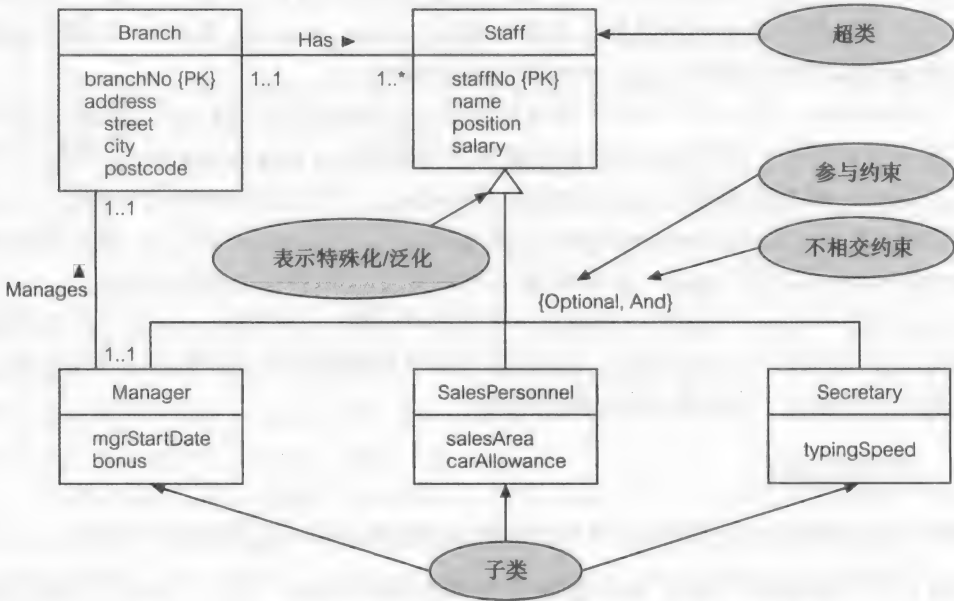 Branch
Has ►
Staff
超类
branchNo {PK}
address
street
city
postcode
1..1
1..*
staffNo {PK}
name
position
salary
参与约束
不相交约束
表示特殊化/泛化
{Optional, And}
1..1
Manages ▲
1..1
Manager
mgrStartDate
bonus
SalesPersonnel
salesArea
carAllowance
Secretary
typingSpeed
子类